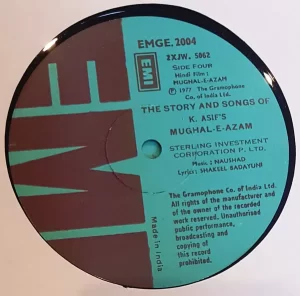 EMGE. 2004
2XJW. 5062
EMI
SIDE FOUR
Hindi Film:
MUGHAL-E-AZAM
℗ 1977 The Gramophone
Co. of India Ltd.
THE STORY AND SONGS OF
K. ASIF'S
MUGHAL-E-AZAM
STERLING INVESTMENT
CORPORATION P. LTD.
Music: NAUSHAD
Lyrics: SHAKEEL BADAYUNI
The Gramophone Co. of India Ltd.
All rights of the manufacturer and
of the owner of the recorded
work reserved. Unauthorised
public performance,
broadcasting and
copying of
this record
prohibited.
Made in India
EMI